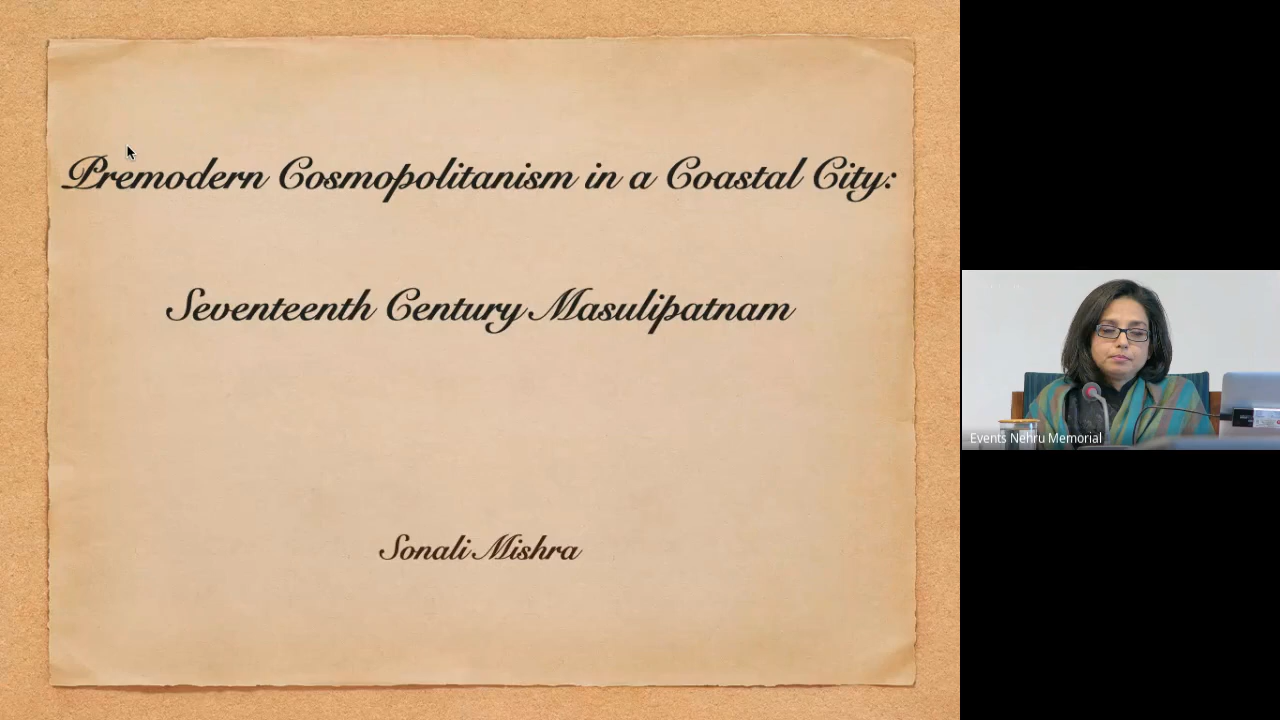 Premodern Cosmopolitanism in a Coastal City:
Seventeenth Century Masulipatnam
Sonali Mishra
Events Nehru Memorial